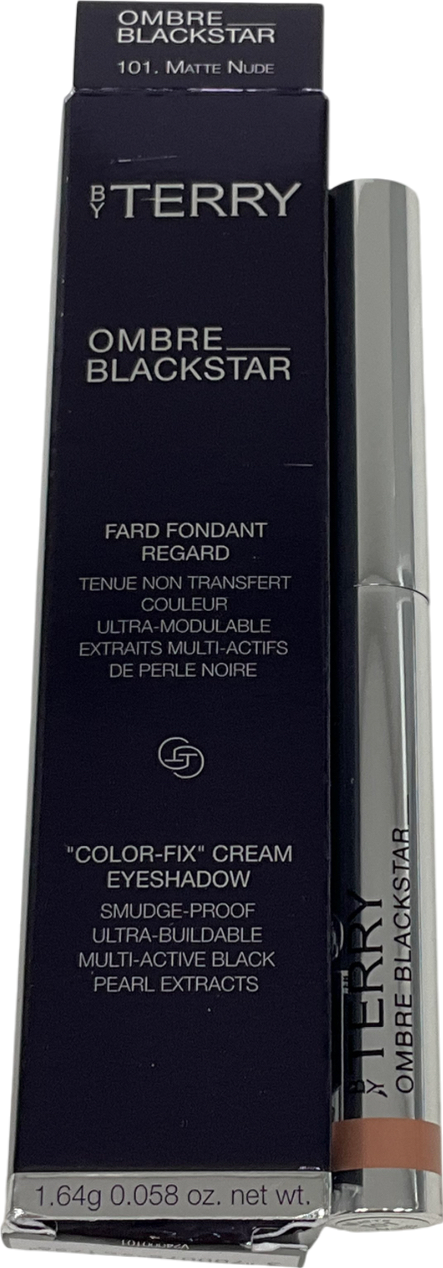 OMBRE___
BLACKSTAR
101. MATTE NUDE
BY TERRY
OMBRE___
BLACKSTAR
FARD FONDANT
REGARD
TENUE NON TRANSFERT
COULEUR
ULTRA-MODULABLE
EXTRAITS MULTI-ACTIFS
DE PERLE NOIRE
"COLOR-FIX" CREAM
EYESHADOW
SMUDGE-PROOF
ULTRA-BUILDABLE
MULTI-ACTIVE BLACK
PEARL EXTRACTS
1.64g 0.058 oz. net wt.
BY TERRY
OMBRE BLACKSTAR